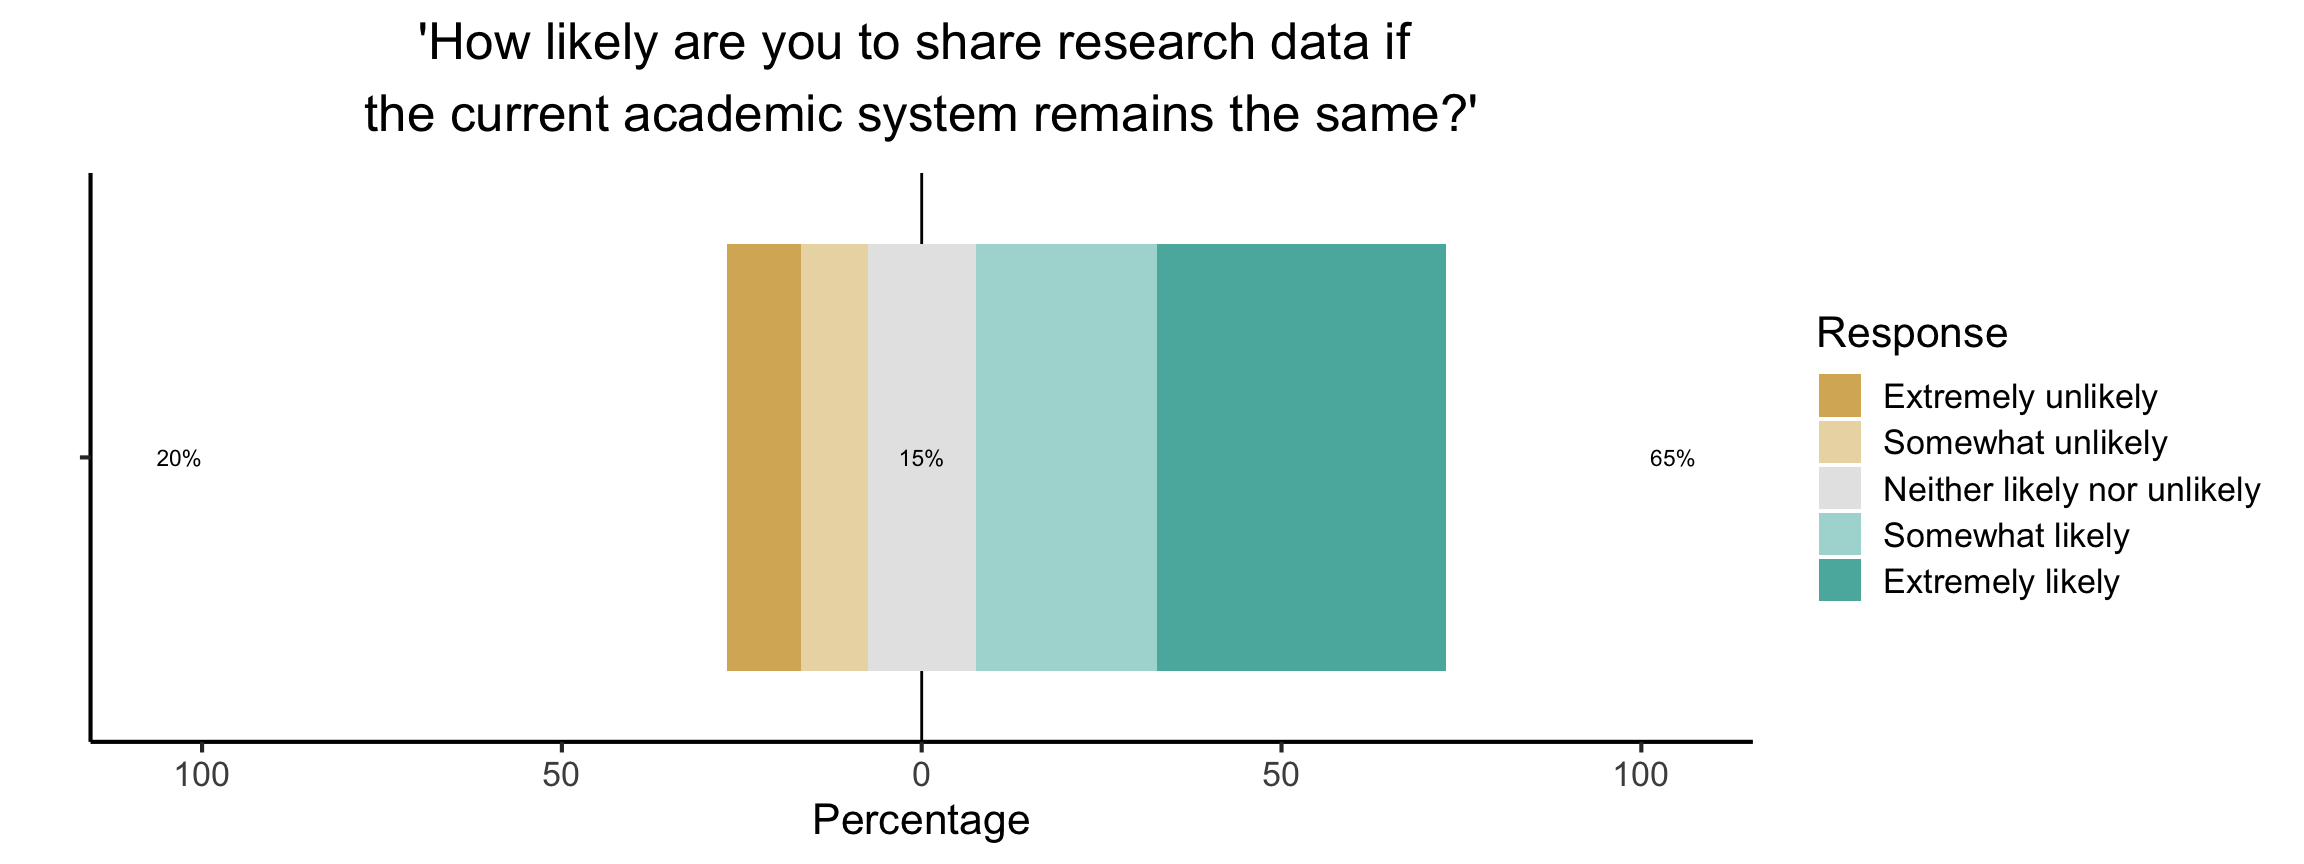 'How likely are you to share research data if
the current academic system remains the same?'
20%
15%
65%
100
50
0
50
100
Percentage
Response
Extremely unlikely
Somewhat unlikely
Neither likely nor unlikely
Somewhat likely
Extremely likely